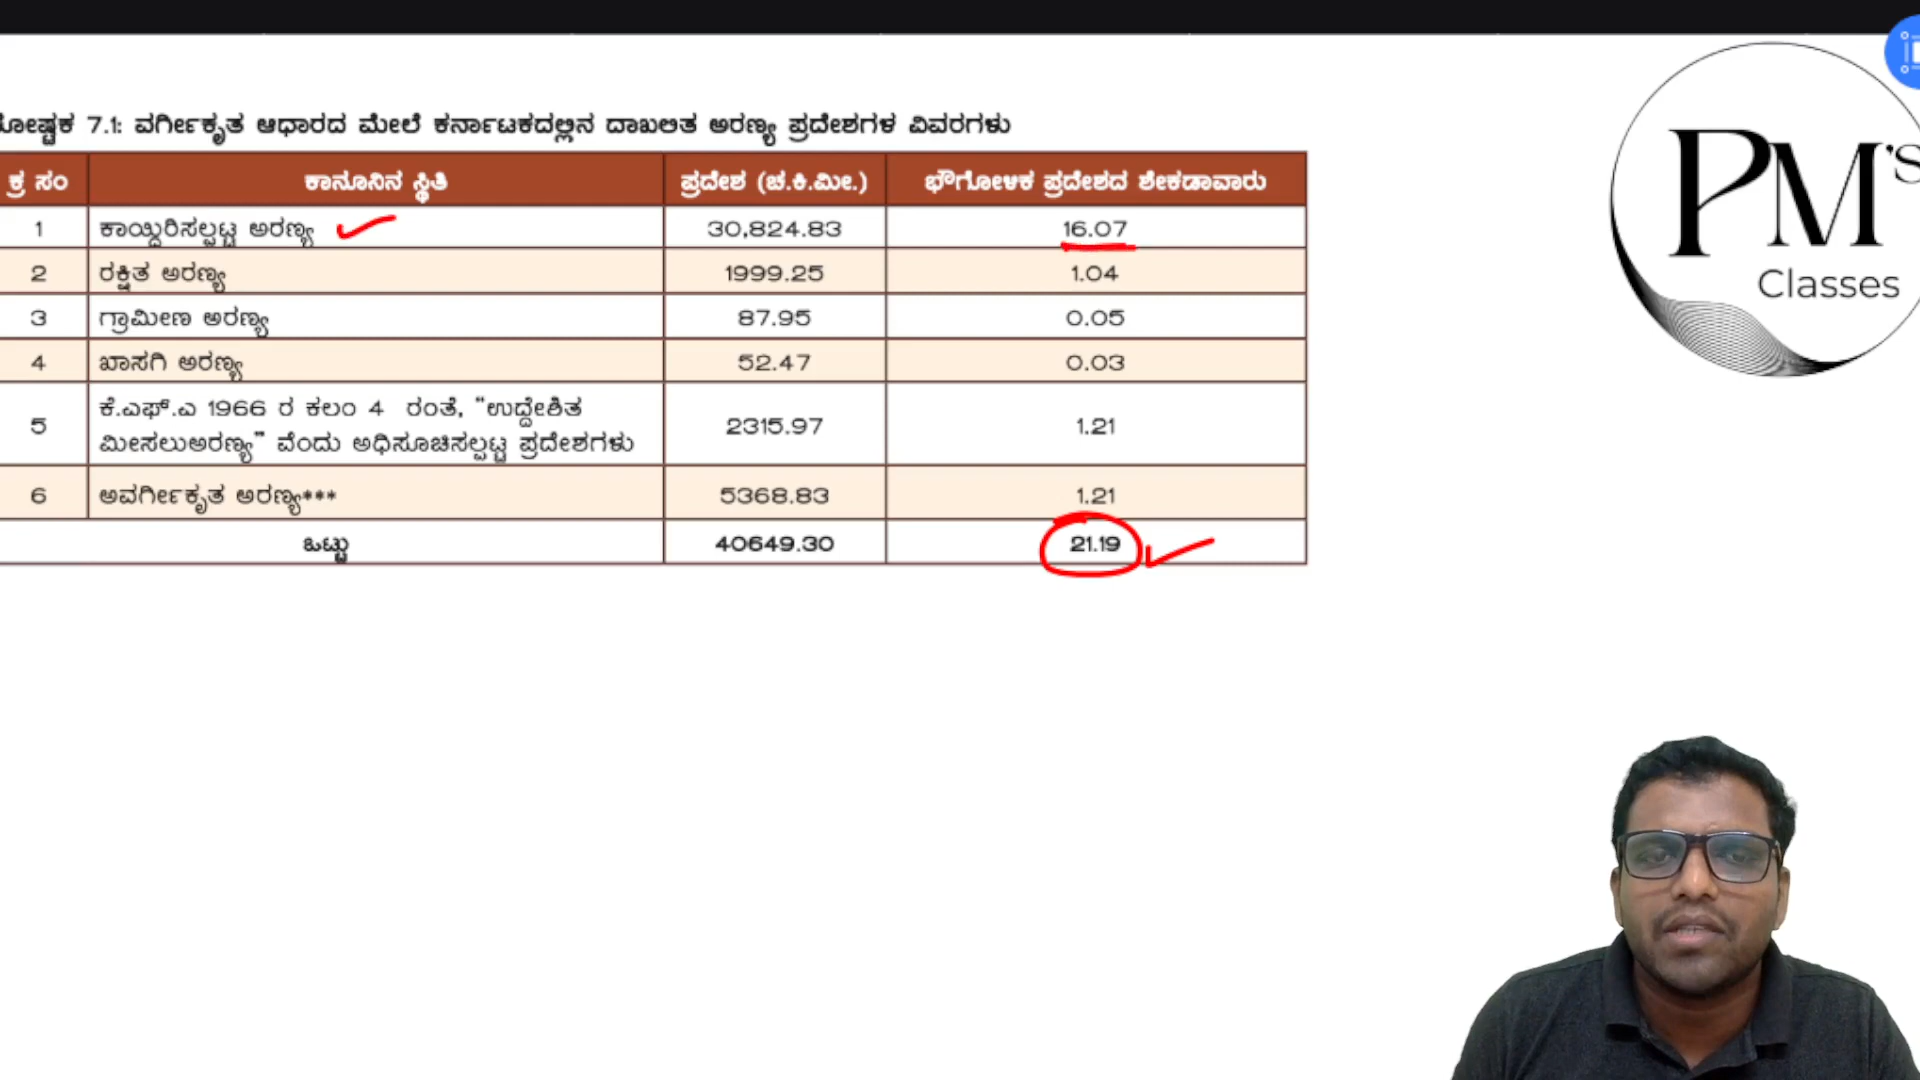 ಕೋಷ್ಟಕ 7.1: ವರ್ಗೀಕೃತ ಆಧಾರದ ಮೇಲೆ ಕರ್ನಾಟಕದಲ್ಲಿನ ದಾಖಲಿತ ಅರಣ್ಯ ಪ್ರದೇಶಗಳ ವಿವರಗಳು
ಕ್ರ ಸಂ ಕಾನೂನಿನ ಸ್ಥಿತಿ ಪ್ರದೇಶ (ಚ.ಕಿ.ಮೀ.) ಭೌಗೋಳಿಕ ಪ್ರದೇಶದ ಶೇಕಡಾವಾರು
1 ಕಾಯ್ದಿರಿಸಲ್ಪಟ್ಟ ಅರಣ್ಯ 30,824.83 16.07
2 ರಕ್ಷಿತ ಅರಣ್ಯ 1999.25 1.04
3 ಗ್ರಾಮೀಣ ಅರಣ್ಯ 87.95 0.05
4 ಖಾಸಗಿ ಅರಣ್ಯ 52.47 0.03
5 ಕೆ.ಎಫ್.ಎ 1966 ರ ಕಲಂ 4 ರಂತೆ, "ಉದ್ದೇಶಿತ
ಮೀಸಲುಅರಣ್ಯ" ವೆಂದು ಅಧಿಸೂಚಿಸಲ್ಪಟ್ಟ ಪ್ರದೇಶಗಳು 2315.97 1.21
6 ಅವರ್ಗೀಕೃತ ಅರಣ್ಯ*** 5368.83 1.21
ಒಟ್ಟು 40649.30 21.19
PM's
Classes